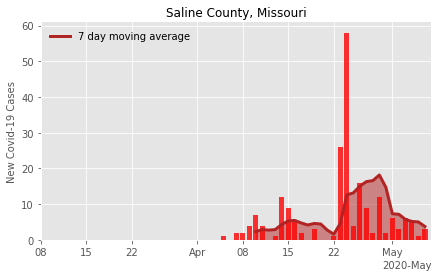 Saline County, Missouri
7 day moving average
New Covid-19 Cases
60
50
40
30
20
10
0
08 15 22 Apr 08 15 22 May
2020-May